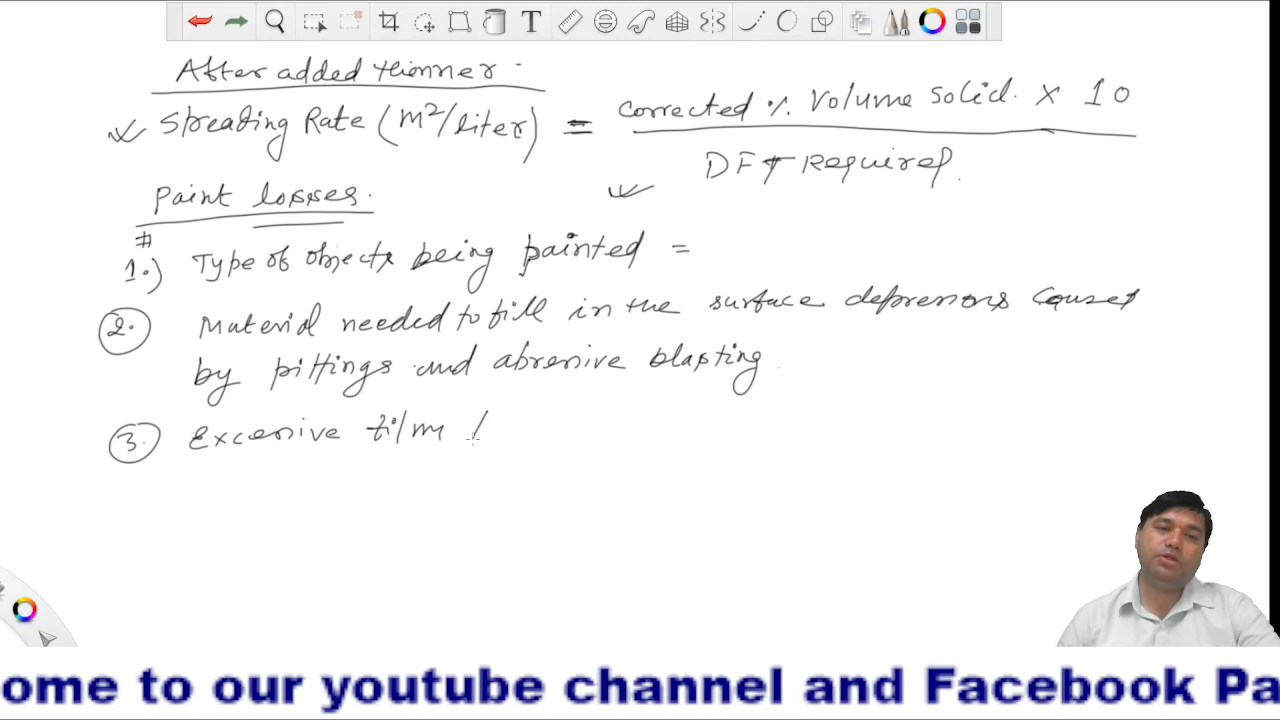 After added thinner
Streading Rate (M²/liter) = corrected % Volume solid. × 10
DFT Required.
Paint losses.
#
1.) Type of objects being painted =
2. Material needed to fill in the surface depressions caused
by pittings and abrasive blasting
3. Excessive film
ome to our youtube channel and Facebook Pa